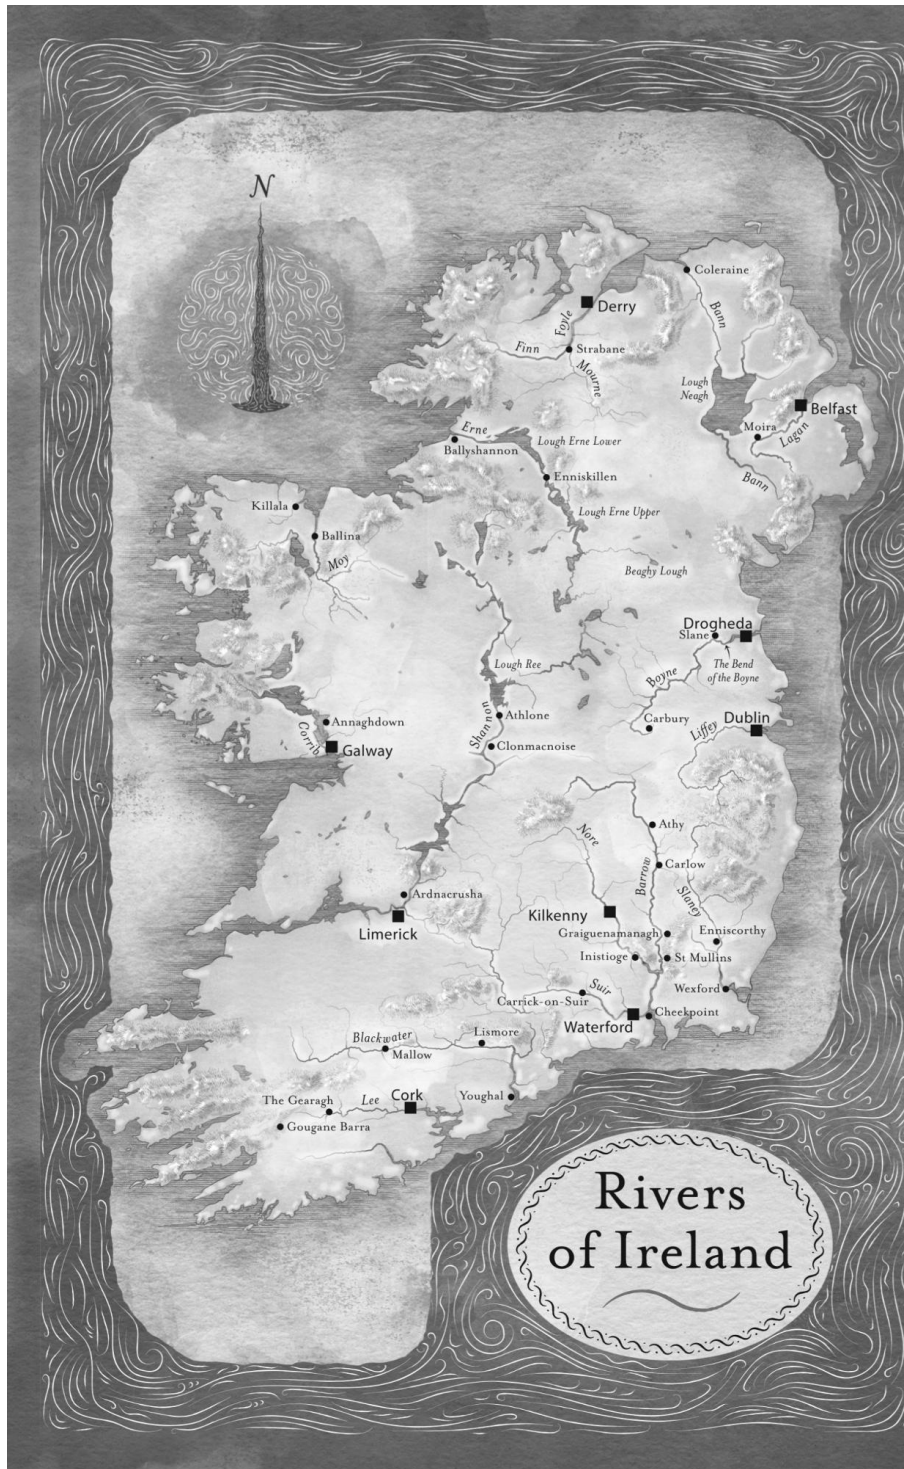 N
Coleraine
Bann
Derry
Foyle
Finn
Strabane
Mourne
Lough
Neagh
Belfast
Moira
Lagan
Bann
Erne
Ballyshannon
Lough Erne Lower
Enniskillen
Lough Erne Upper
Killala
Ballina
Moy
Beaghy Lough
Drogheda
Slane
The Bend
of the Boyne
Boyne
Lough Ree
Carbury
Dublin
Liffey
Annaghdown
Corrib
Galway
Shannon
Athlone
Clonmacnoise
Nore
Athy
Barrow
Carlow
Slaney
Ardnacrusha
Limerick
Kilkenny
Graiguenamanagh
Enniscorthy
Inistioge
St Mullins
Suir
Wexford
Carrick-on-Suir
Waterford
Cheekpoint
Blackwater
Mallow
Lismore
The Gearagh
Lee
Cork
Youghal
Gougane Barra
Rivers
of Ireland